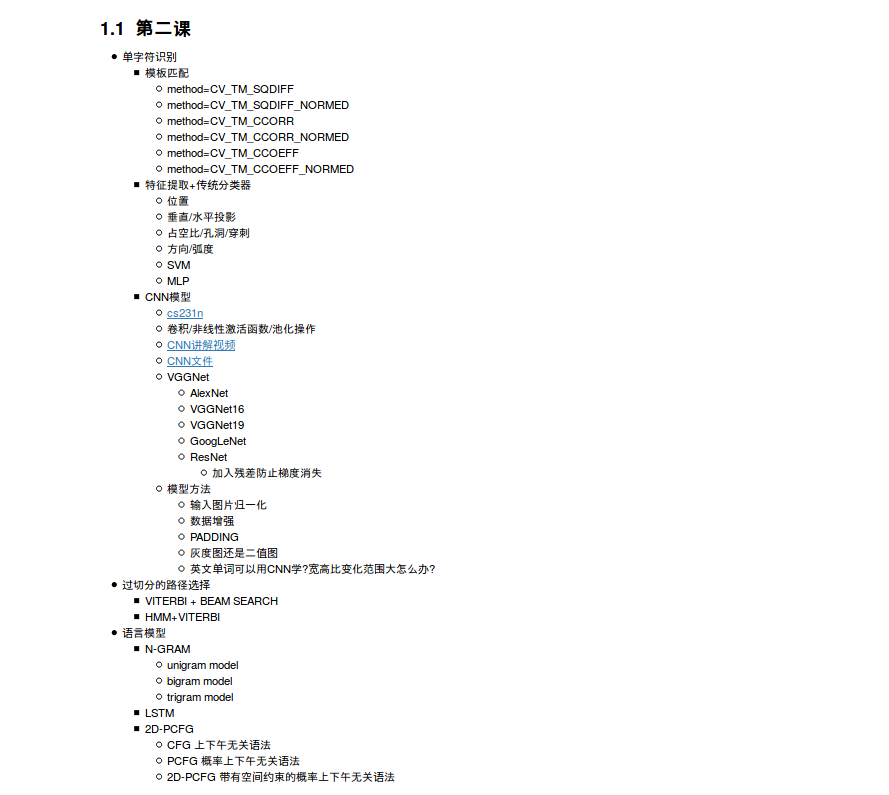 1.1 第二课
单字符识别
模板匹配
method=CV_TM_SQDIFF
method=CV_TM_SQDIFF_NORMED
method=CV_TM_CCORR
method=CV_TM_CCORR_NORMED
method=CV_TM_CCOEFF
method=CV_TM_CCOEFF_NORMED
特征提取+传统分类器
位置
垂直/水平投影
占空比/孔洞/穿刺
方向/弧度
SVM
MLP
CNN模型
cs231n
卷积/非线性激活函数/池化操作
CNN讲解视频
CNN文件
VGGNet
AlexNet
VGGNet16
VGGNet19
GoogLeNet
ResNet
加入残差防止梯度消失
模型方法
输入图片归一化
数据增强
PADDING
灰度图还是二值图
英文单词可以用CNN学?宽高比变化范围大怎么办?
过切分的路径选择
VITERBI + BEAM SEARCH
HMM+VITERBI
语言模型
N-GRAM
unigram model
bigram model
trigram model
LSTM
2D-PCFG
CFG 上下午无关语法
PCFG 概率上下午无关语法
2D-PCFG 带有空间约束的概率上下午无关语法